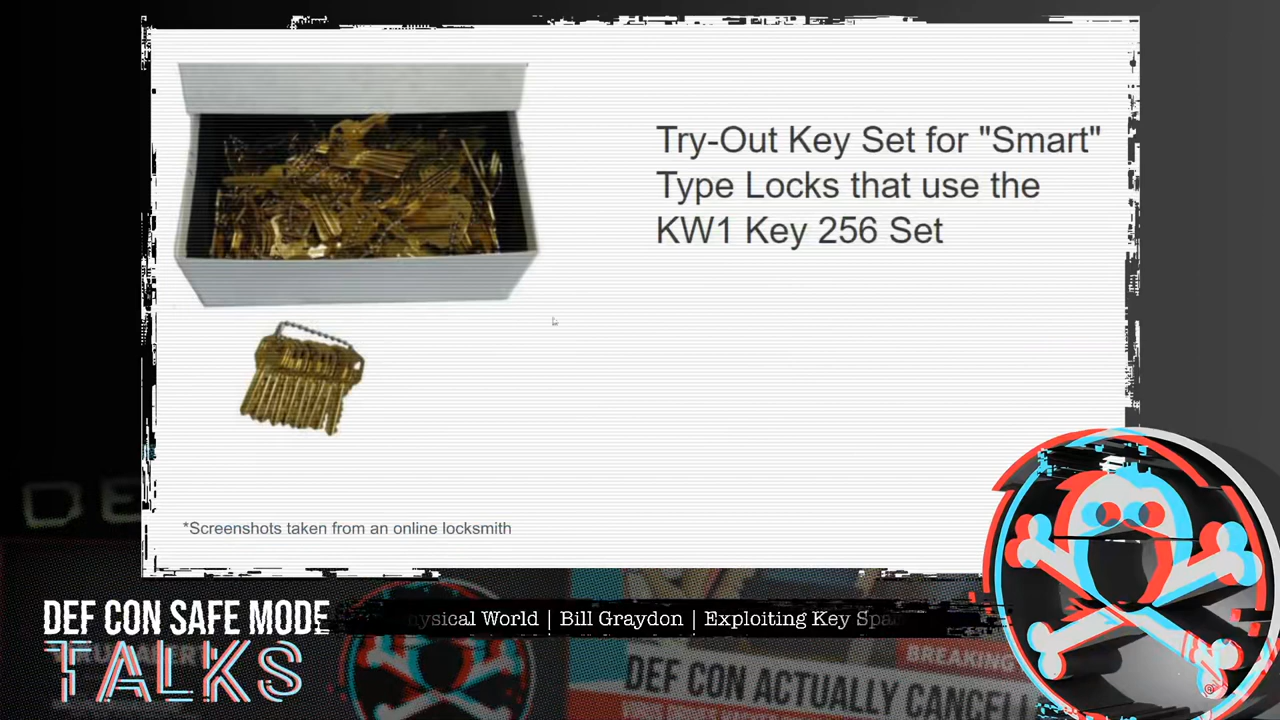 Try-Out Key Set for "Smart"
Type Locks that use the
KW1 Key 256 Set
*Screenshots taken from an online locksmith
DEF CON SAFE MODE
TALKS
ysical World | Bill Graydon | Exploiting Key Spa
BREAKING
DEF CON ACTUALLY CANCELL